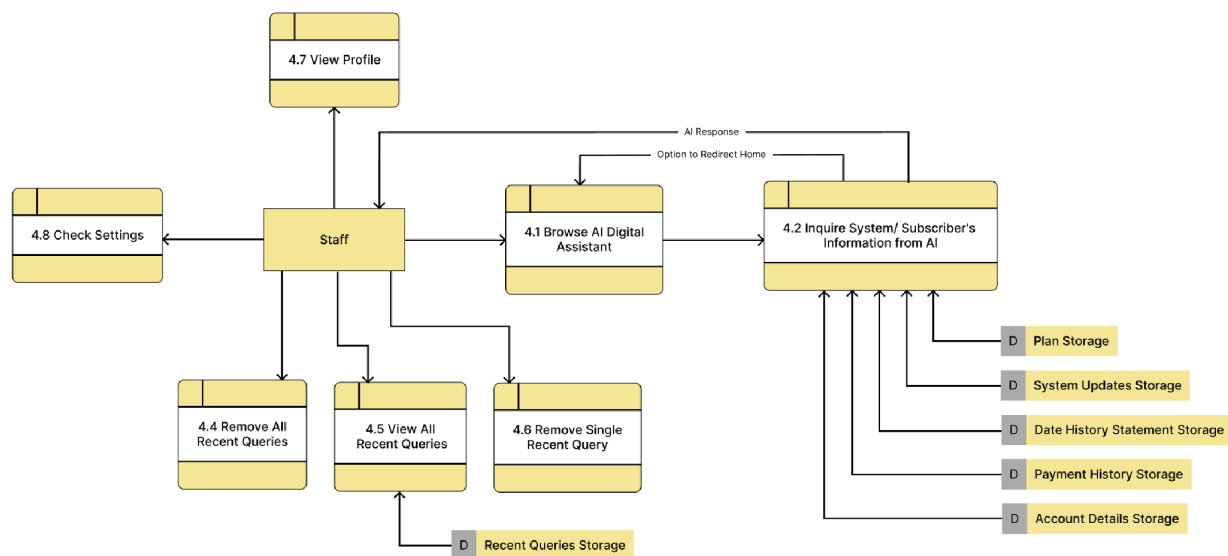 4.7 View Profile
AI Response
Option to Redirect Home
4.8 Check Settings
Staff
4.1 Browse AI Digital
Assistant
4.2 Inquire System/ Subscriber's
Information from AI
D Plan Storage
D System Updates Storage
D Date History Statement Storage
D Payment History Storage
D Account Details Storage
4.4 Remove All
Recent Queries
4.5 View All
Recent Queries
4.6 Remove Single
Recent Query
D Recent Queries Storage